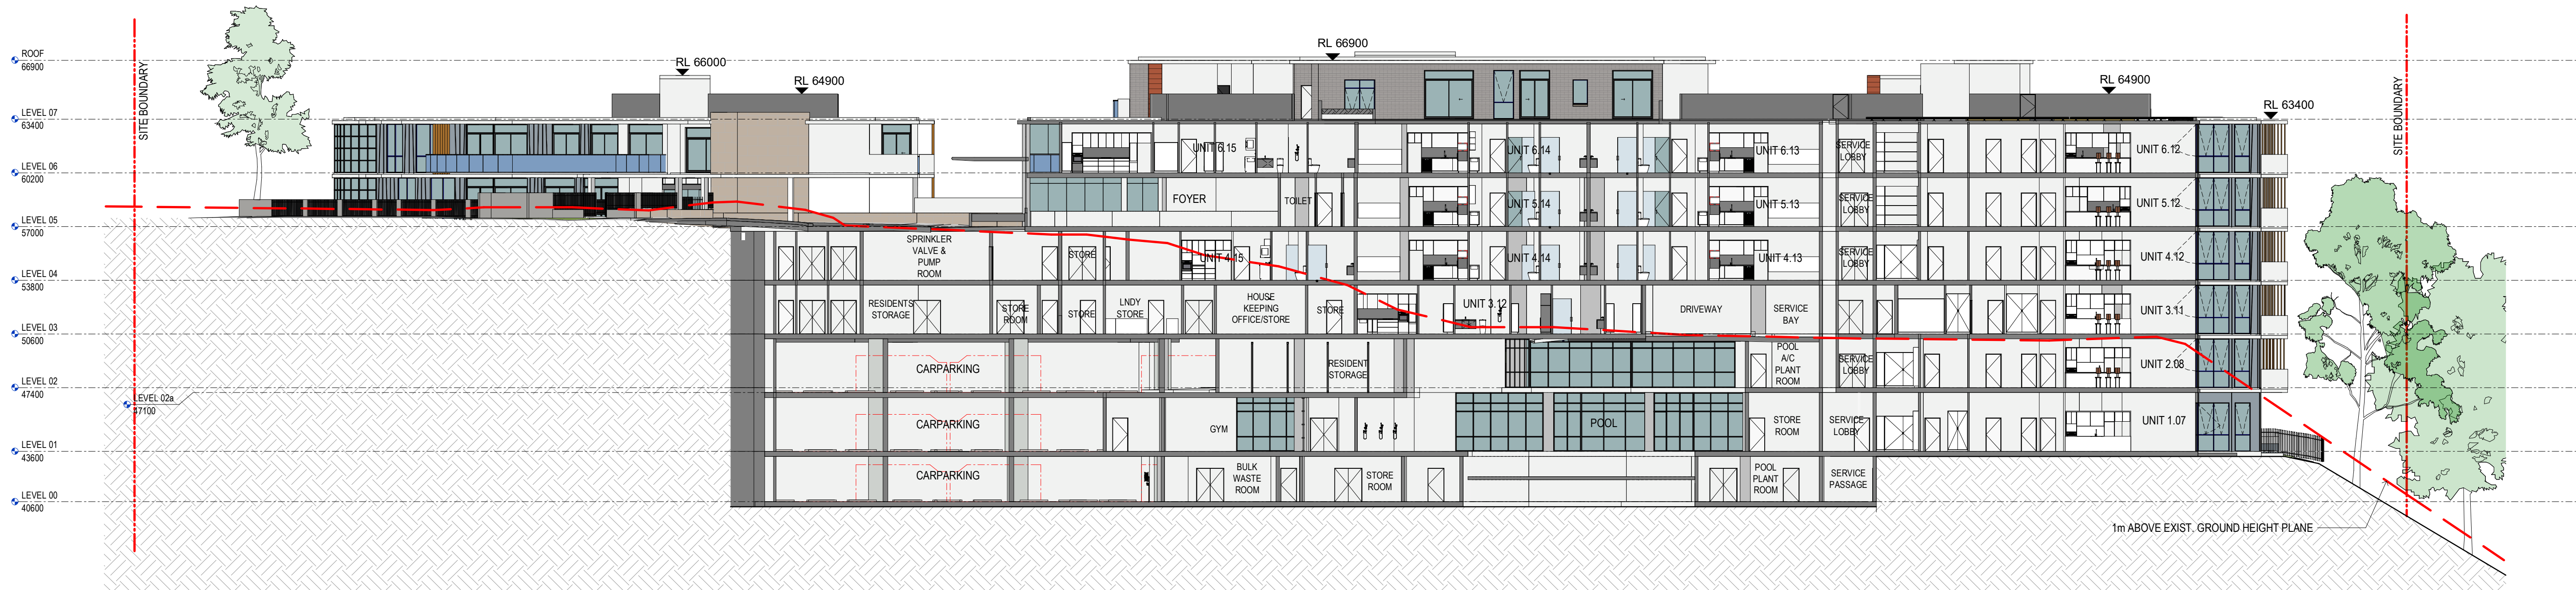 RL 66900
ROOF
66900
SITE BOUNDARY
RL 66000
RL 64900
SITE BOUNDARY
RL 64900
RL 63400
LEVEL 07
63400
UNIT 6.15
UNIT 6.14
UNIT 6.13
SERVICE
LOBBY
UNIT 6.12
LEVEL 06
60200
FOYER
TOILET
UNIT 5.14
UNIT 5.13
SERVICE
LOBBY
UNIT 5.12
LEVEL 05
57000
SPRINKLER
VALVE &
PUMP
ROOM
STORE
UNIT 4.15
UNIT 4.14
UNIT 4.13
SERVICE
LOBBY
UNIT 4.12
LEVEL 04
53800
RESIDENTS
STORAGE
STORE
ROOM
STORE
LNDY
STORE
HOUSE
KEEPING
OFFICE/STORE
STORE
UNIT 3.12
DRIVEWAY
SERVICE
BAY
UNIT 3.11
LEVEL 03
50600
CARPARKING
RESIDENT
STORAGE
POOL
A/C
PLANT
ROOM
SERVICE
LOBBY
UNIT 2.08
LEVEL 02
47400
LEVEL 02a
47100
CARPARKING
GYM
POOL
STORE
ROOM
SERVICE
LOBBY
UNIT 1.07
LEVEL 01
43600
CARPARKING
BULK
WASTE
ROOM
STORE
ROOM
POOL
PLANT
ROOM
SERVICE
PASSAGE
LEVEL 00
40600
1m ABOVE EXIST. GROUND HEIGHT PLANE